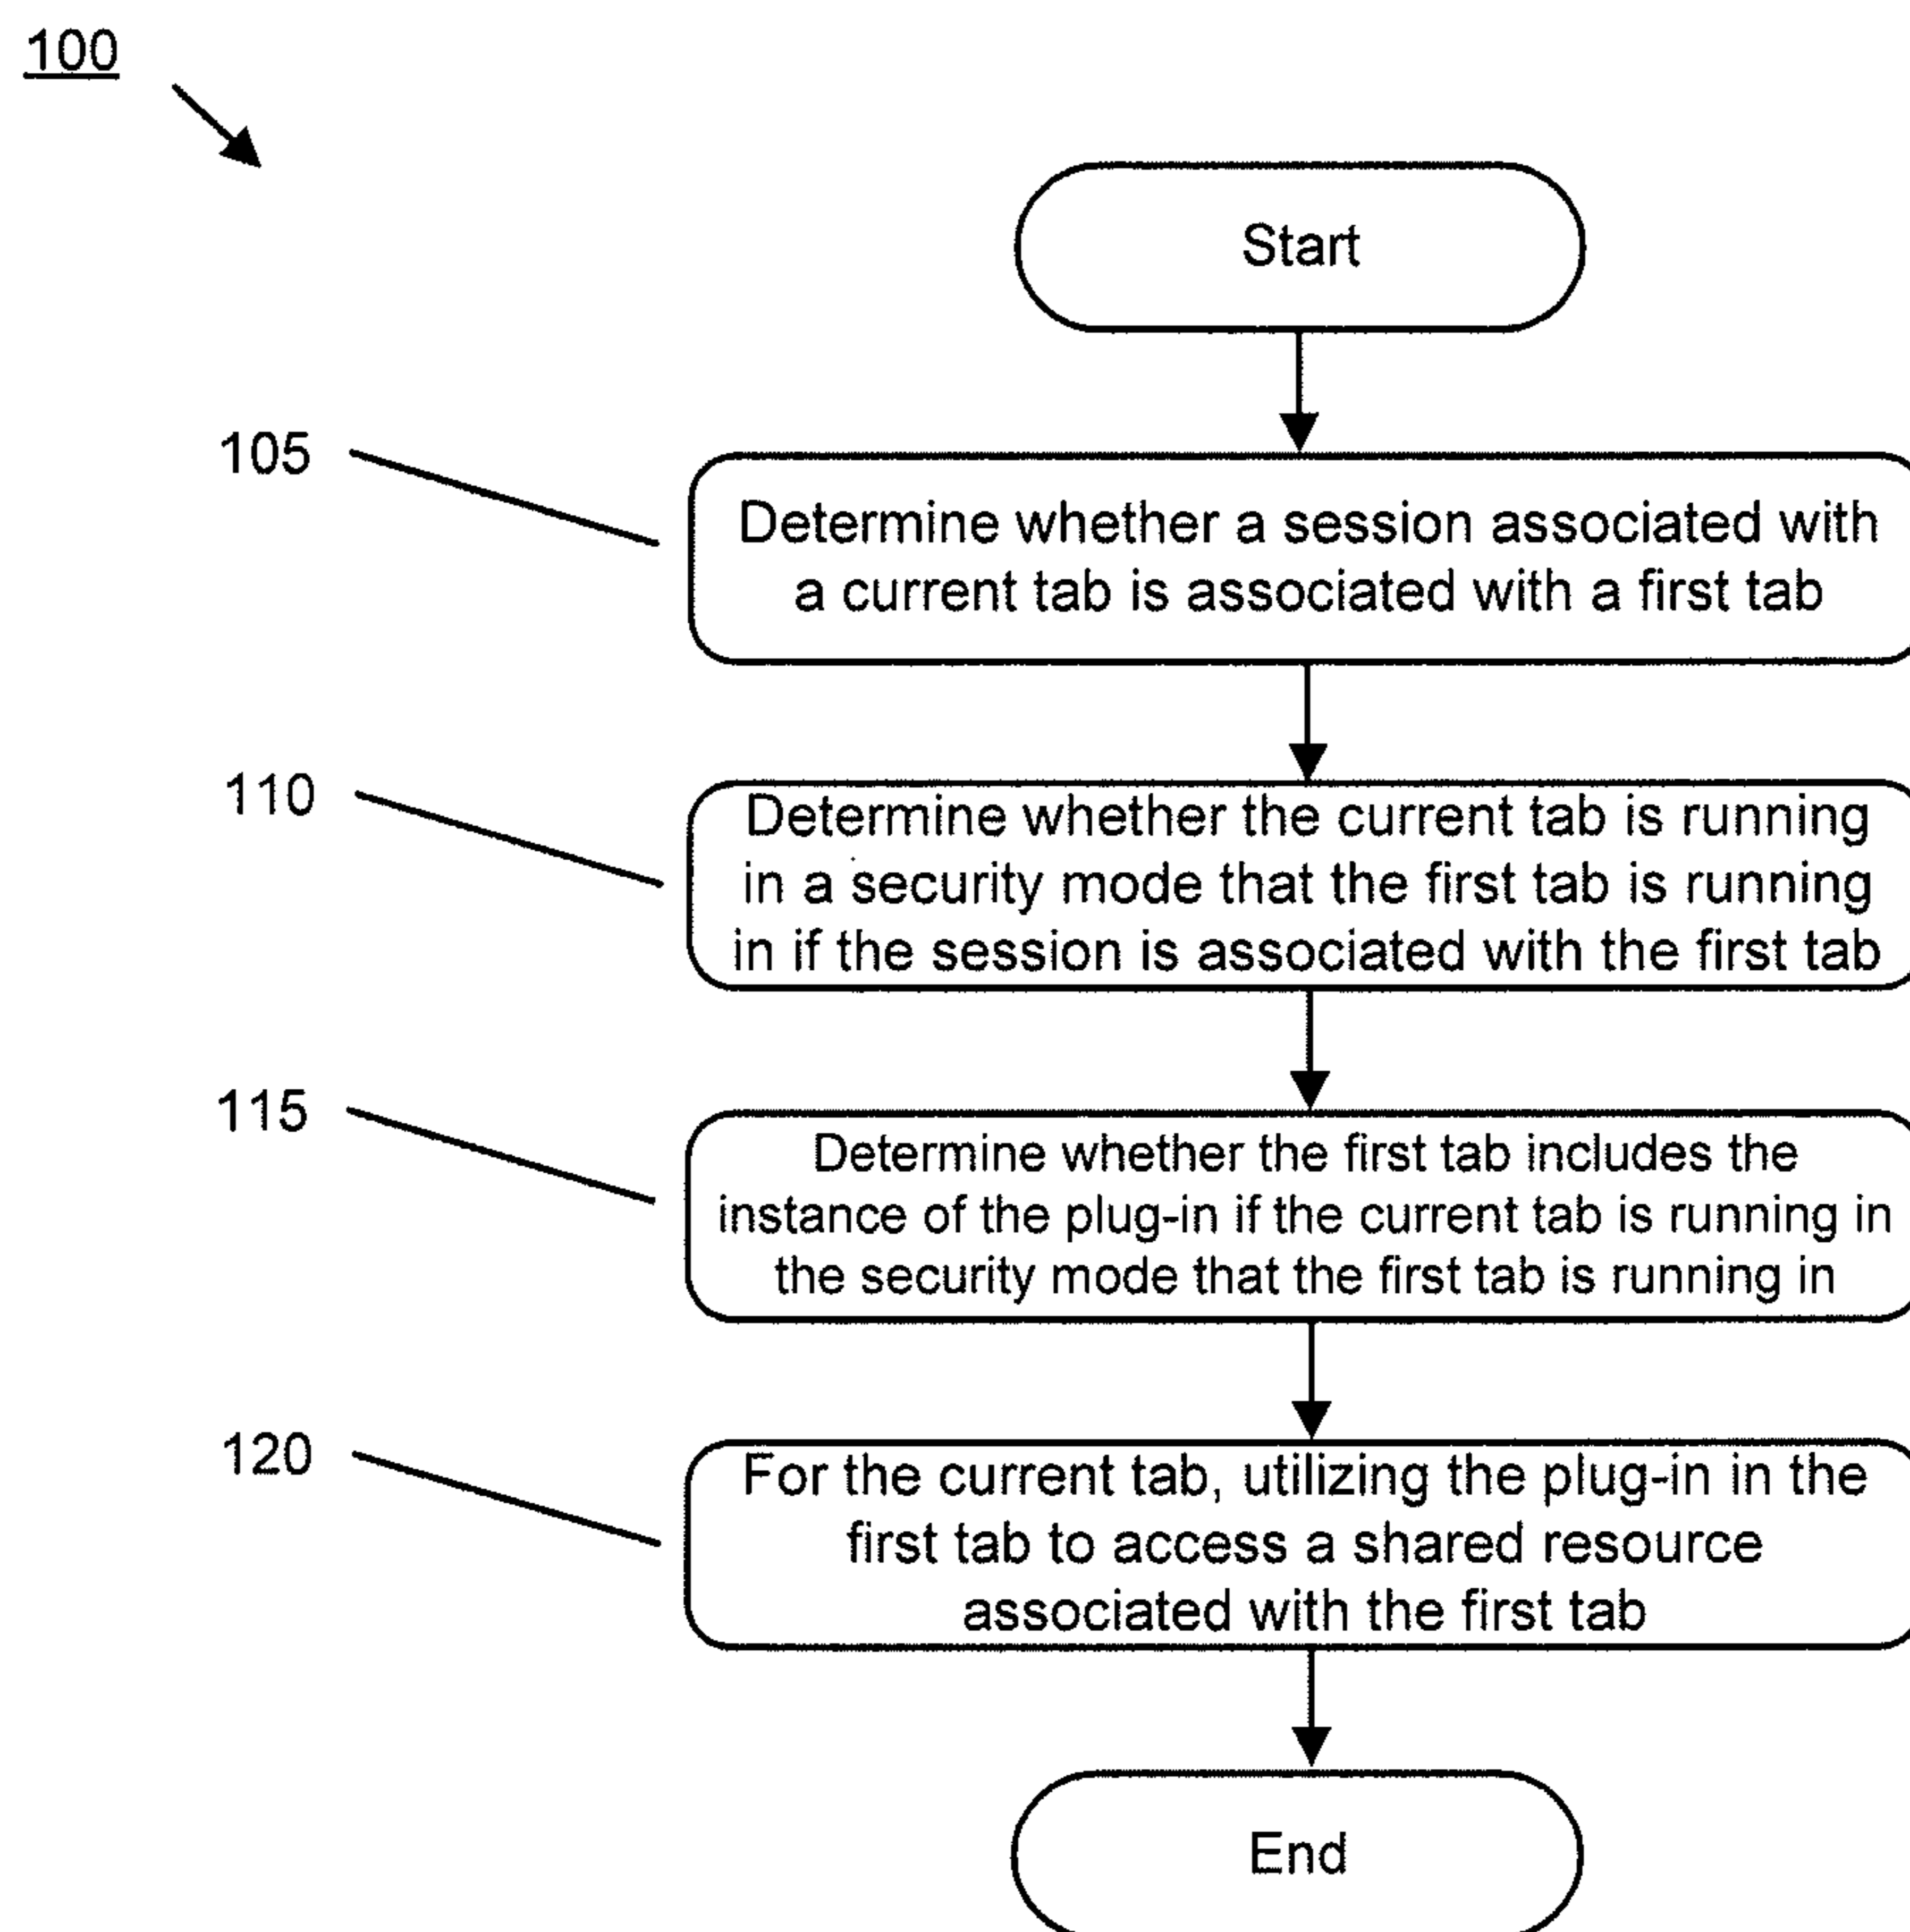 100
Start
105
Determine whether a session associated with
a current tab is associated with a first tab
110
Determine whether the current tab is running
in a security mode that the first tab is running
in if the session is associated with the first tab
115
Determine whether the first tab includes the
instance of the plug-in if the current tab is running in
the security mode that the first tab is running in
120
For the current tab, utilizing the plug-in in the
first tab to access a shared resource
associated with the first tab
End